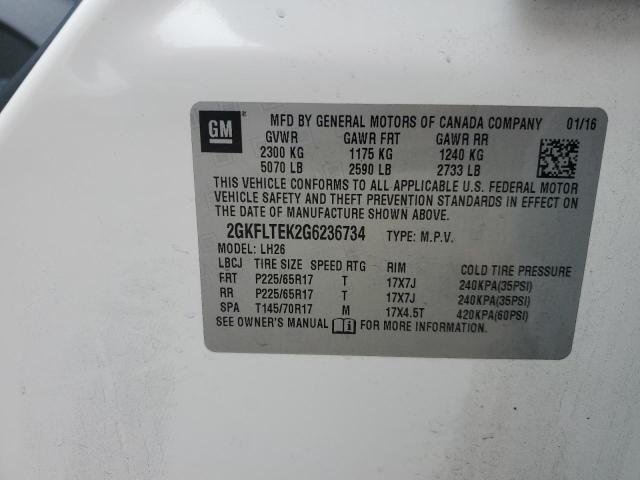 GM
MFD BY GENERAL MOTORS OF CANADA COMPANY 01/16
GVWR GAWR FRT GAWR RR
2300 KG 1175 KG 1240 KG
5070 LB 2590 LB 2733 LB
THIS VEHICLE CONFORMS TO ALL APPLICABLE U.S. FEDERAL MOTOR
VEHICLE SAFETY AND THEFT PREVENTION STANDARDS IN EFFECT ON
THE DATE OF MANUFACTURE SHOWN ABOVE.
2GKFLTEK2G6236734 TYPE: M.P.V.
MODEL: LH26
LBCJ TIRE SIZE SPEED RTG RIM COLD TIRE PRESSURE
FRT P225/65R17 T 17X7J 240KPA(35PSI)
RR P225/65R17 T 17X7J 240KPA(35PSI)
SPA T145/70R17 M 17X4.5T 420KPA(60PSI)
SEE OWNER'S MANUAL FOR MORE INFORMATION.